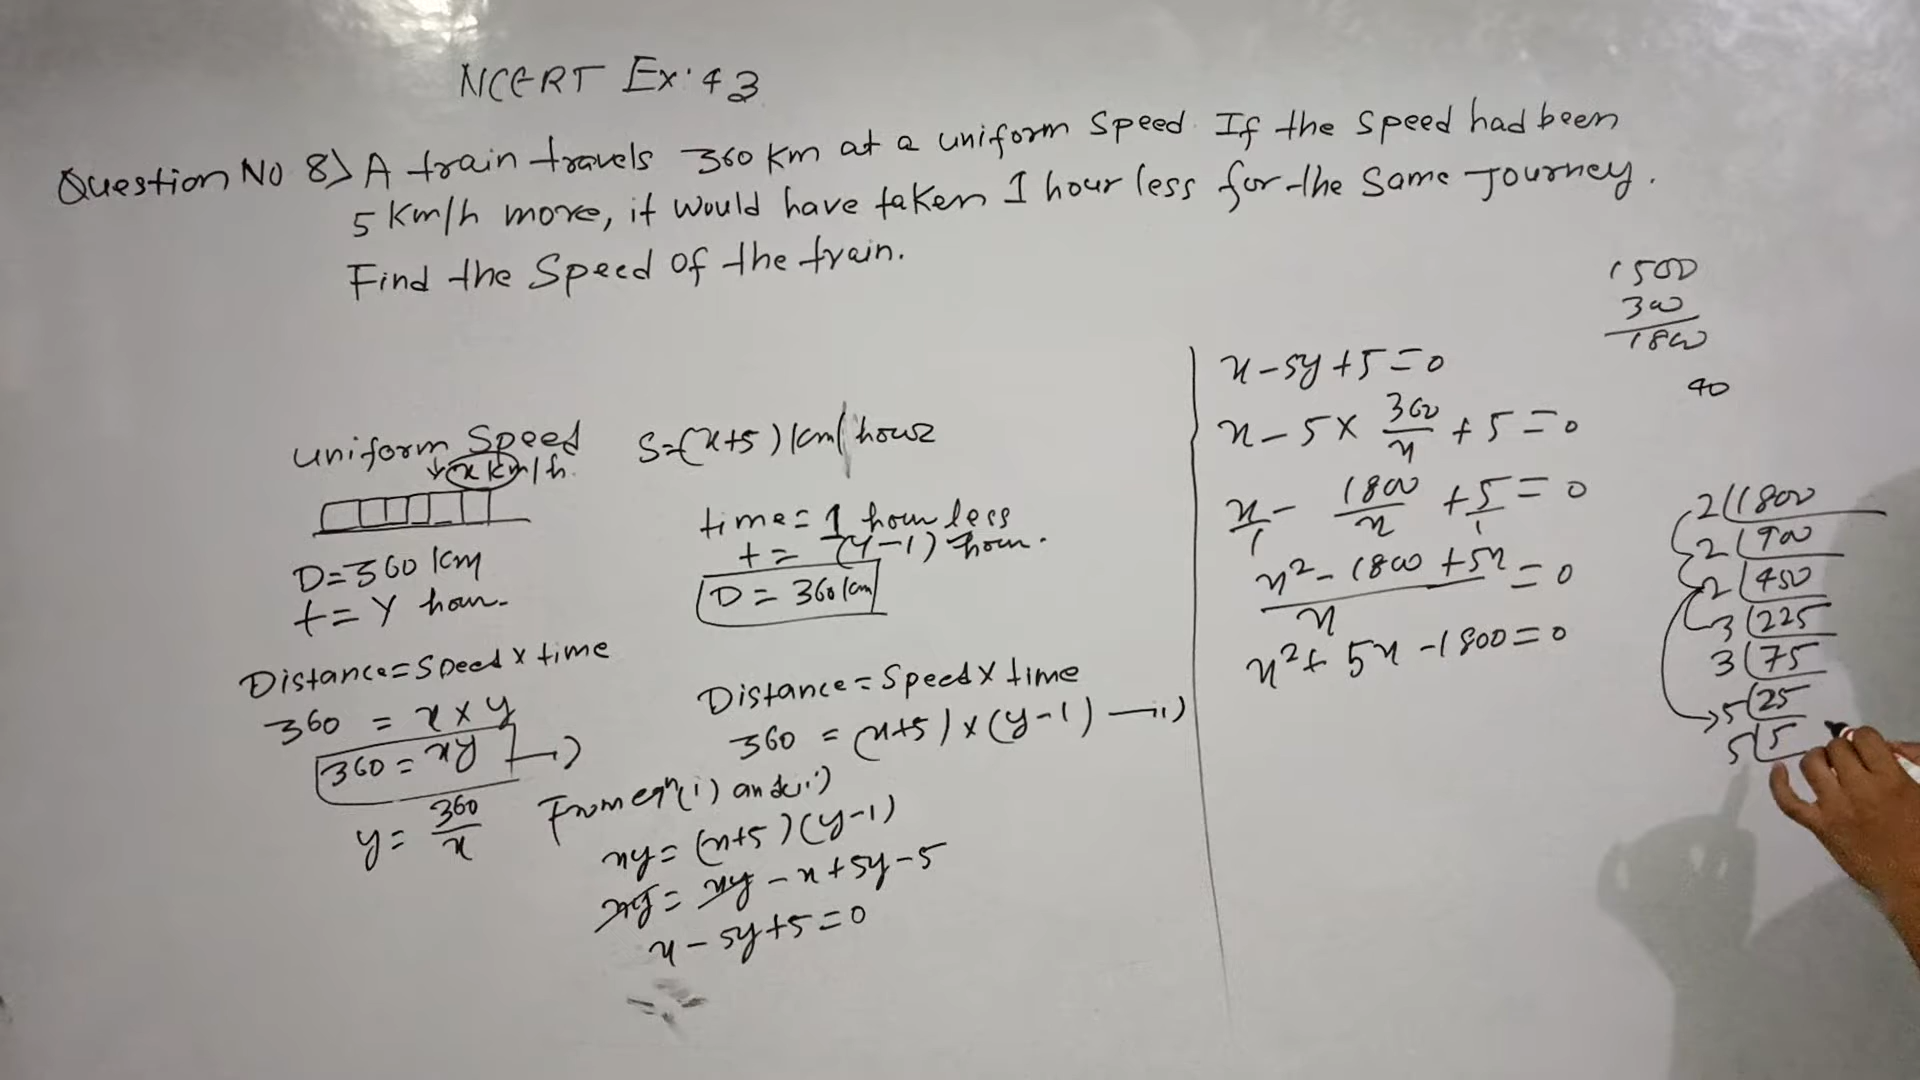 NCERT Ex. 4.3
Question No 8) A train travels 360 km at a uniform speed. If the speed had been
5 km/h more, it would have taken 1 hour less for the same Journey.
Find the speed of the train.
uniform Speed
x km/h.
D=360 km
t= y hour.
Distance=Speed×time
360 = x×y
360 = xy —i)
y= 360/x
S=(x+5) km/hour
time=1 hour less
t= (y-1) hour.
D= 360 km
Distance=Speed×time
360 = (x+5)×(y-1) —ii)
From eqn (i) and ii)
xy= (x+5)(y-1)
xy= xy-x+5y-5
x-5y+5=0
x-5y+5=0
x-5× 360/x +5=0
x/1 - 1800/x + 5/1 =0
x²-1800+5x / x =0
x²+5x-1800=0
1500
300
1800
40
2 1800
2 900
2 450
3 225
3 75
5 25
5 5